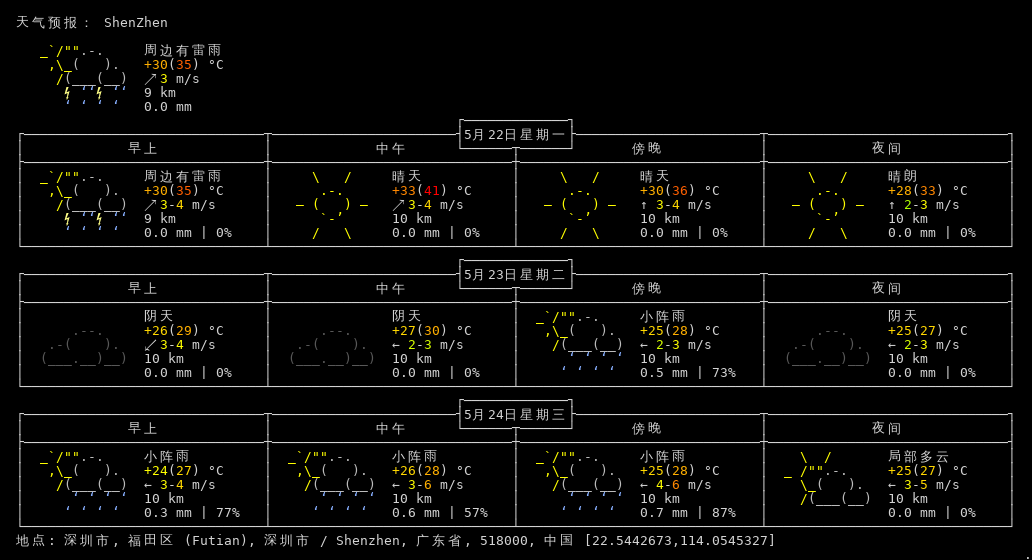 天气预报： ShenZhen
周边有雷雨
+30(35) °C
↗ 3 m/s
9 km
0.0 mm
5月22日星期一
早上 中午 傍晚 夜间
周边有雷雨 晴天 晴天 晴朗
+30(35) °C +33(41) °C +30(36) °C +28(33) °C
↗ 3-4 m/s ↗ 3-4 m/s ↑ 3-4 m/s ↑ 2-3 m/s
9 km 10 km 10 km 10 km
0.0 mm | 0% 0.0 mm | 0% 0.0 mm | 0% 0.0 mm | 0%
5月23日星期二
早上 中午 傍晚 夜间
阴天 阴天 小阵雨 阴天
+26(29) °C +27(30) °C +25(28) °C +25(27) °C
↙ 3-4 m/s ← 2-3 m/s ← 2-3 m/s ← 2-3 m/s
10 km 10 km 10 km 10 km
0.0 mm | 0% 0.0 mm | 0% 0.5 mm | 73% 0.0 mm | 0%
5月24日星期三
早上 中午 傍晚 夜间
小阵雨 小阵雨 小阵雨 局部多云
+24(27) °C +26(28) °C +25(28) °C +25(27) °C
← 3-4 m/s ← 3-6 m/s ← 4-6 m/s ← 3-5 m/s
10 km 10 km 10 km 10 km
0.3 mm | 77% 0.6 mm | 57% 0.7 mm | 87% 0.0 mm | 0%
地点: 深圳市, 福田区 (Futian), 深圳市 / Shenzhen, 广东省, 518000, 中国 [22.5442673,114.0545327]